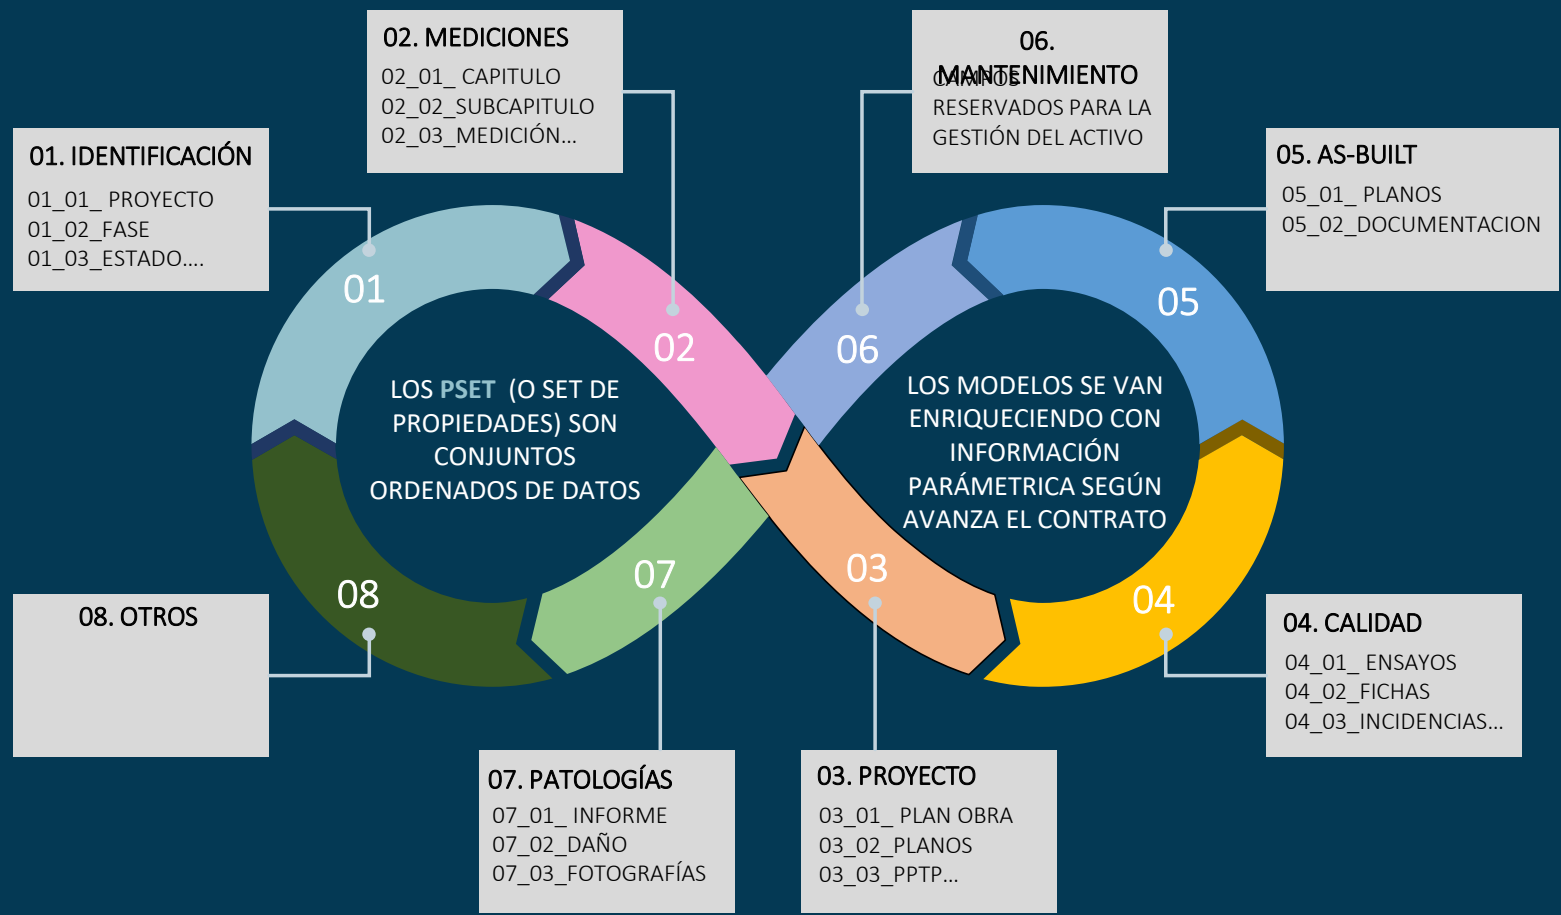 01. IDENTIFICACIÓN
01_01_ PROYECTO
01_02_FASE
01_03_ESTADO....
02. MEDICIONES
02_01_ CAPITULO
02_02_SUBCAPITULO
02_03_MEDICIÓN...
06.
MANTENIMIENTO
CAMPOS
RESERVADOS PARA LA
GESTIÓN DEL ACTIVO
05. AS-BUILT
05_01_ PLANOS
05_02_DOCUMENTACION
01
02
06
05
LOS PSET (O SET DE
PROPIEDADES) SON
CONJUNTOS
ORDENADOS DE DATOS
LOS MODELOS SE VAN
ENRIQUECIENDO CON
INFORMACIÓN
PARÁMETRICA SEGÚN
AVANZA EL CONTRATO
08
07
03
04
08. OTROS
07. PATOLOGÍAS
07_01_ INFORME
07_02_DAÑO
07_03_FOTOGRAFÍAS
03. PROYECTO
03_01_ PLAN OBRA
03_02_PLANOS
03_03_PPTP...
04. CALIDAD
04_01_ ENSAYOS
04_02_FICHAS
04_03_INCIDENCIAS...